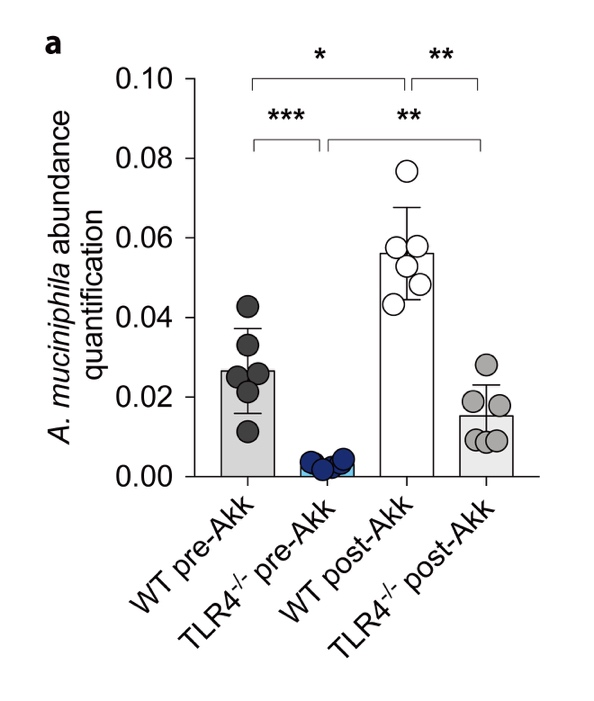 a
A. muciniphila abundance
quantification
0.10
0.08
0.06
0.04
0.02
0.00
* **
*** **
WT pre-Akk
TLR4-/- pre-Akk
WT post-Akk
TLR4-/- post-Akk